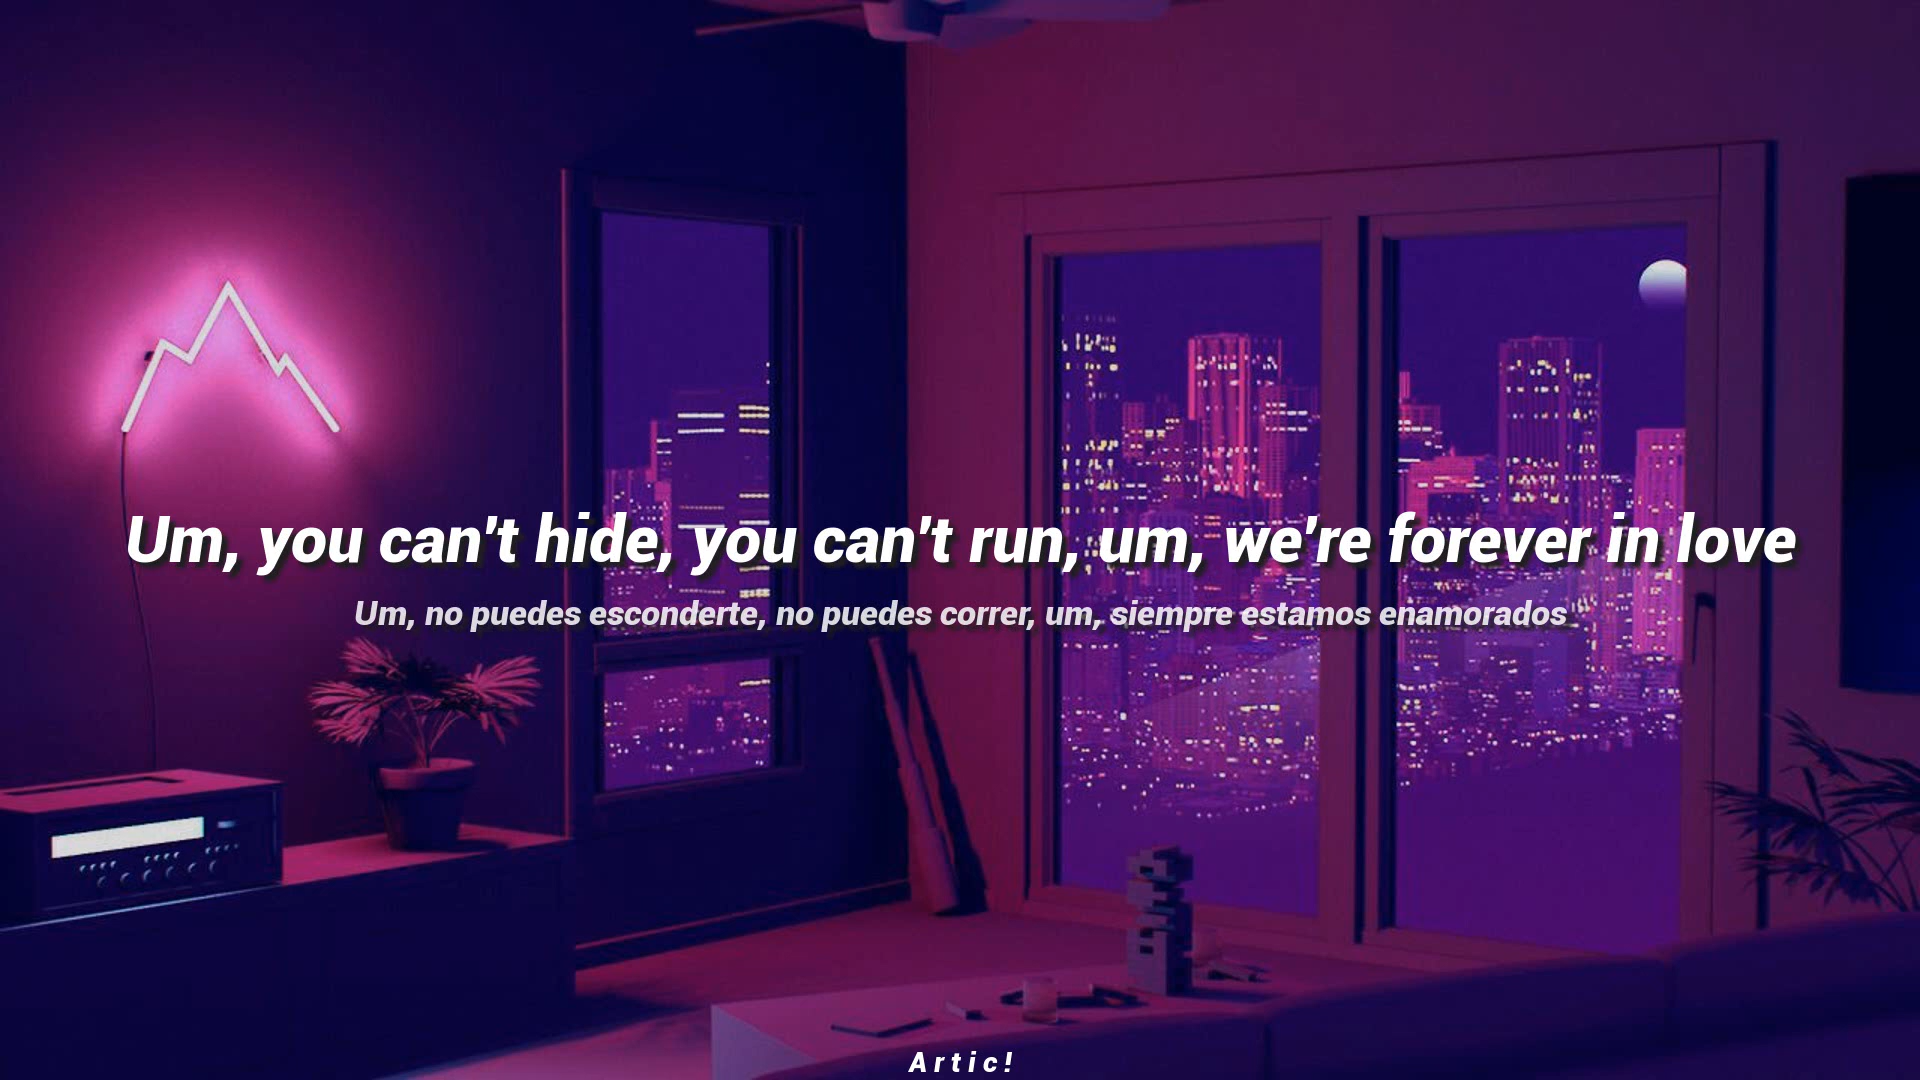 Um, you can't hide, you can't run, um, we're forever in love
Um, no puedes esconderte, no puedes correr, um, siempre estamos enamorados
Artic!